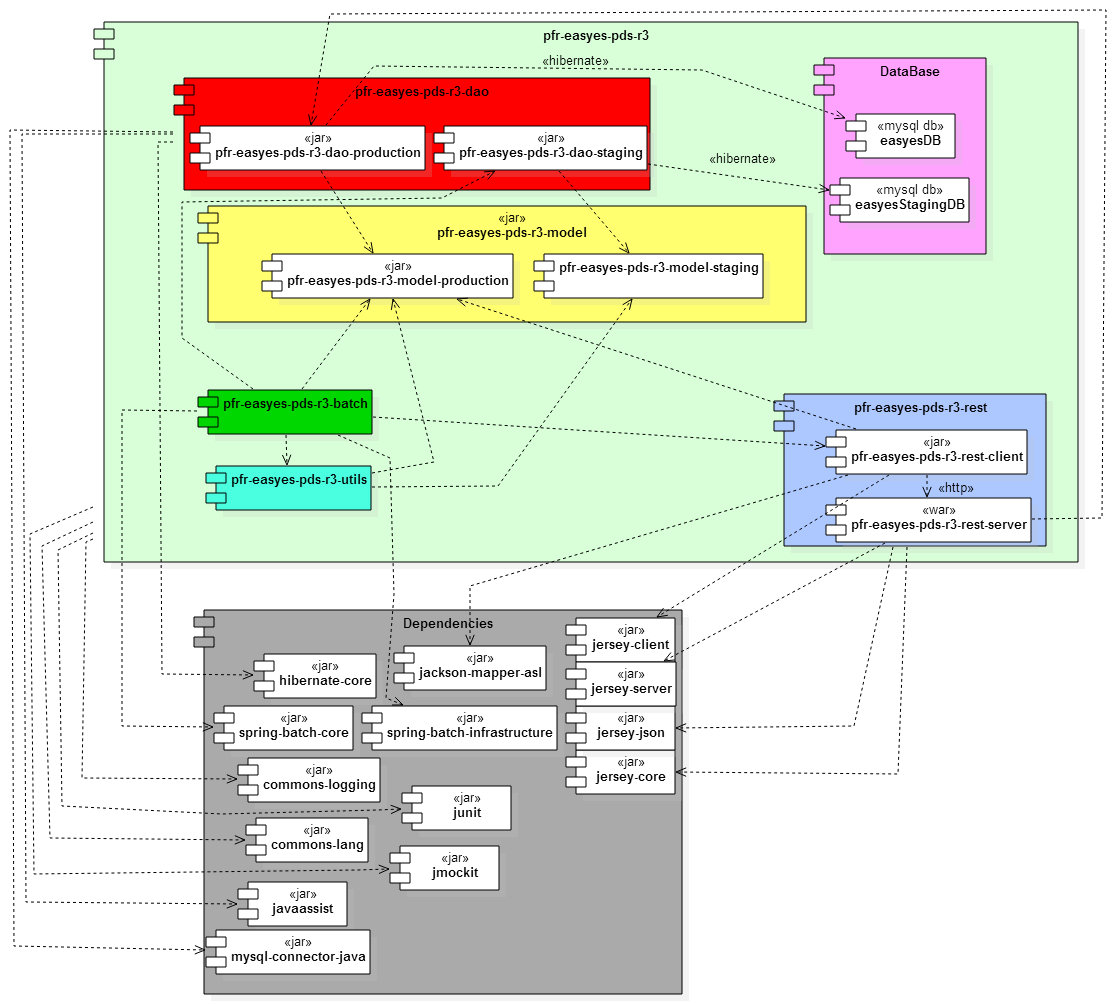 pfr-easyes-pds-r3
«hibernate»
DataBase
pfr-easyes-pds-r3-dao
«jar»
pfr-easyes-pds-r3-dao-production
«jar»
pfr-easyes-pds-r3-dao-staging
«mysql db»
easyesDB
«hibernate»
«mysql db»
easyesStagingDB
«jar»
pfr-easyes-pds-r3-model
«jar»
pfr-easyes-pds-r3-model-production
pfr-easyes-pds-r3-model-staging
pfr-easyes-pds-r3-batch
pfr-easyes-pds-r3-rest
«jar»
pfr-easyes-pds-r3-rest-client
pfr-easyes-pds-r3-utils
«http»
«war»
pfr-easyes-pds-r3-rest-server
Dependencies
«jar»
jersey-client
«jar»
hibernate-core
«jar»
jackson-mapper-asl
«jar»
jersey-server
«jar»
spring-batch-core
«jar»
spring-batch-infrastructure
«jar»
jersey-json
«jar»
jersey-core
«jar»
commons-logging
«jar»
junit
«jar»
commons-lang
«jar»
jmockit
«jar»
javaassist
«jar»
mysql-connector-java